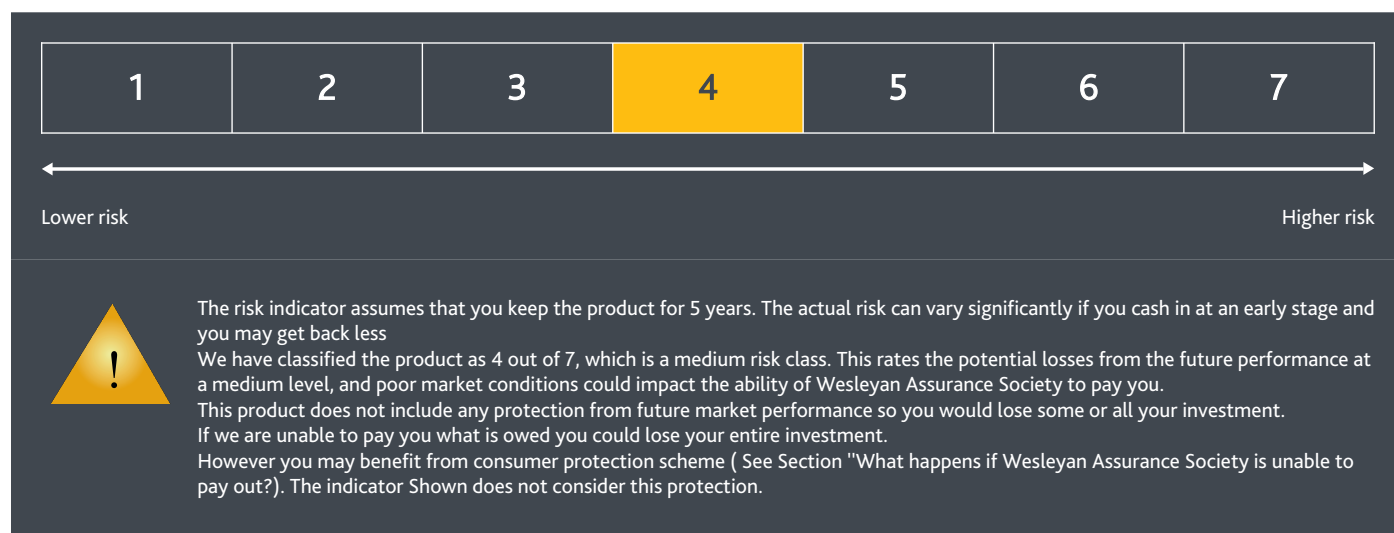 1 2 3 4 5 6 7
Lower risk Higher risk
!
The risk indicator assumes that you keep the product for 5 years. The actual risk can vary significantly if you cash in at an early stage and
you may get back less
We have classified the product as 4 out of 7, which is a medium risk class. This rates the potential losses from the future performance at
a medium level, and poor market conditions could impact the ability of Wesleyan Assurance Society to pay you.
This product does not include any protection from future market performance so you would lose some or all your investment.
If we are unable to pay you what is owed you could lose your entire investment.
However you may benefit from consumer protection scheme ( See Section "What happens if Wesleyan Assurance Society is unable to
pay out?). The indicator Shown does not consider this protection.